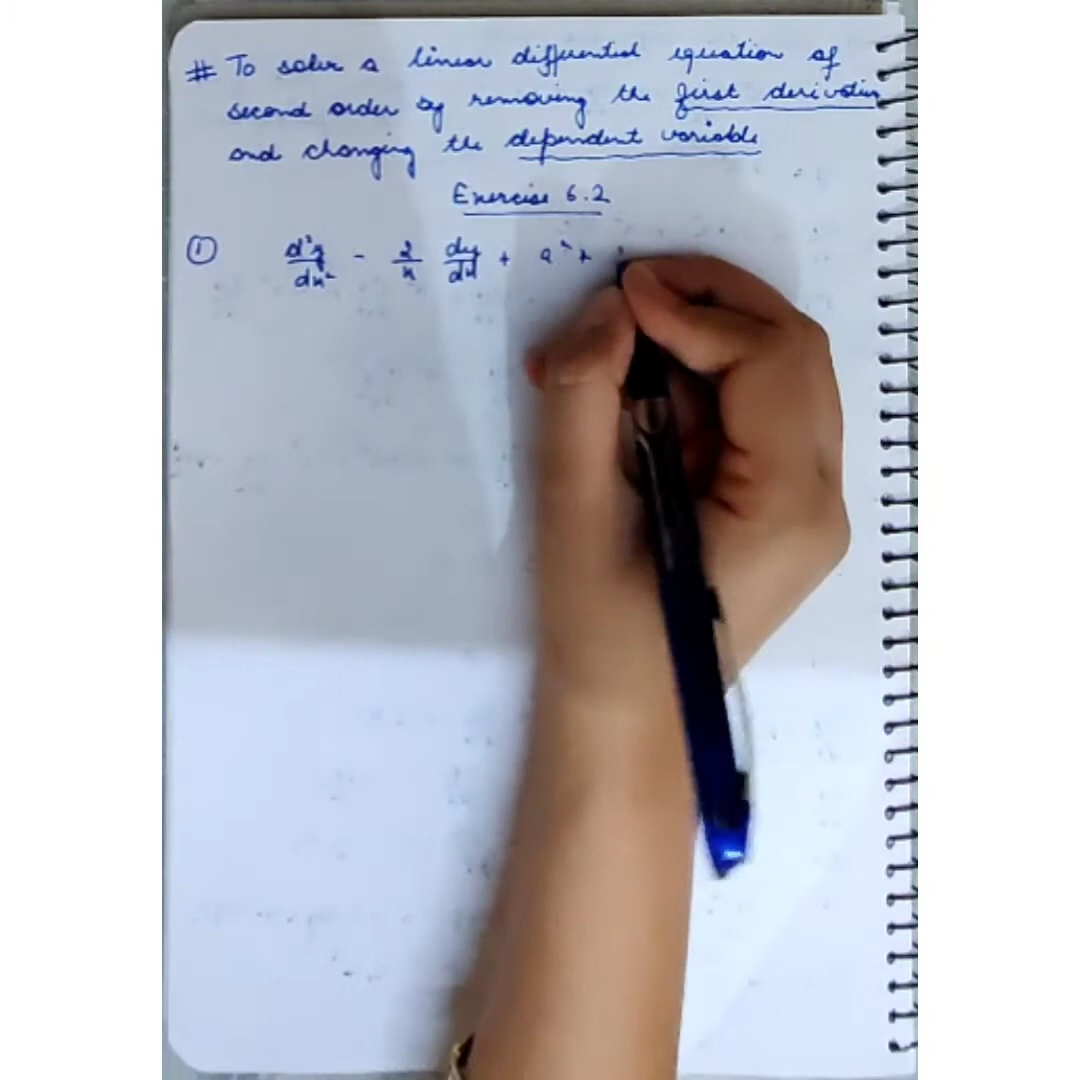 # To solve a linear differential equation of
second order by removing the first derivative
and changing the dependent variable
Exercise 6.2
① d²y/dx² - 2/x dy/dx + a² +